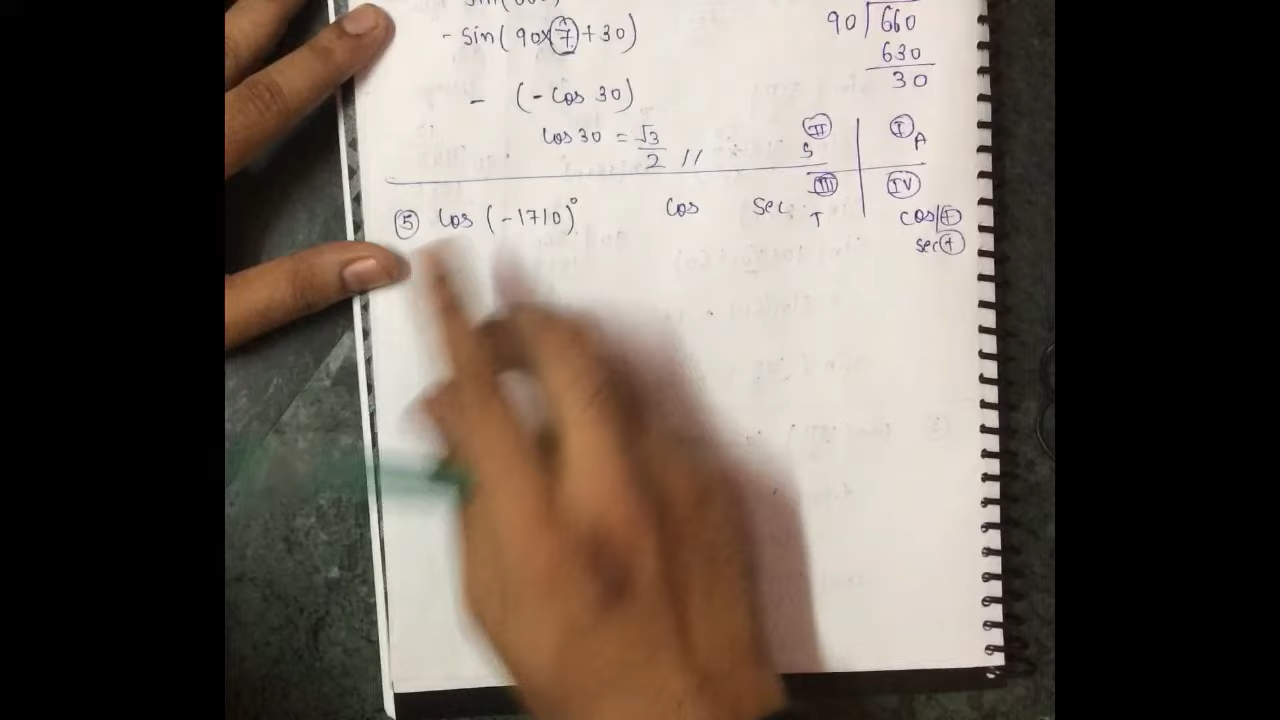 - sin(90×7+30)
- (-cos 30)
cos 30 = √3/2 //
90) 660
630
30
II I
S A
III IV
T cos/+
sec +
⑤ cos (-1710)° cos sec